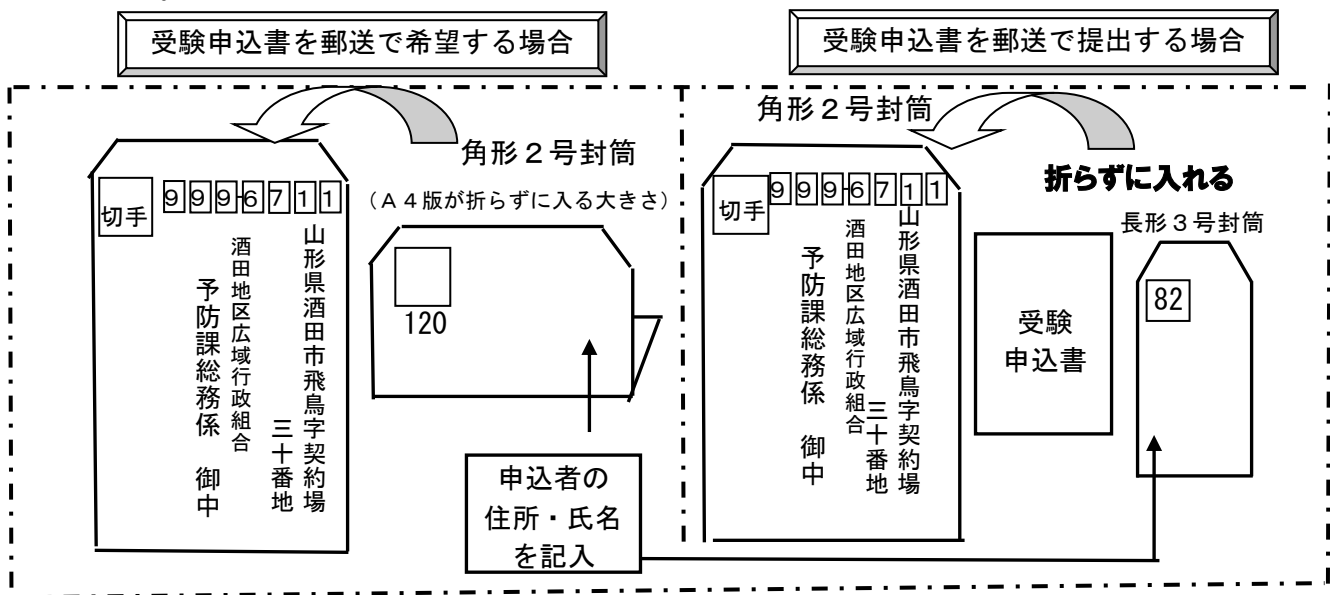 受験申込書を郵送で希望する場合
角形２号封筒
（Ａ４版が折らずに入る大きさ）
切手
999-6711
山形県酒田市飛鳥字契約場
三十番地
酒田地区広域行政組合
予防課総務係　御中
120
申込者の
住所・氏名
を記入
受験申込書を郵送で提出する場合
角形２号封筒
折らずに入れる
切手
999-6711
山形県酒田市飛鳥字契約場
三十番地
酒田地区広域行政組合
予防課総務係　御中
受験
申込書
長形３号封筒
82